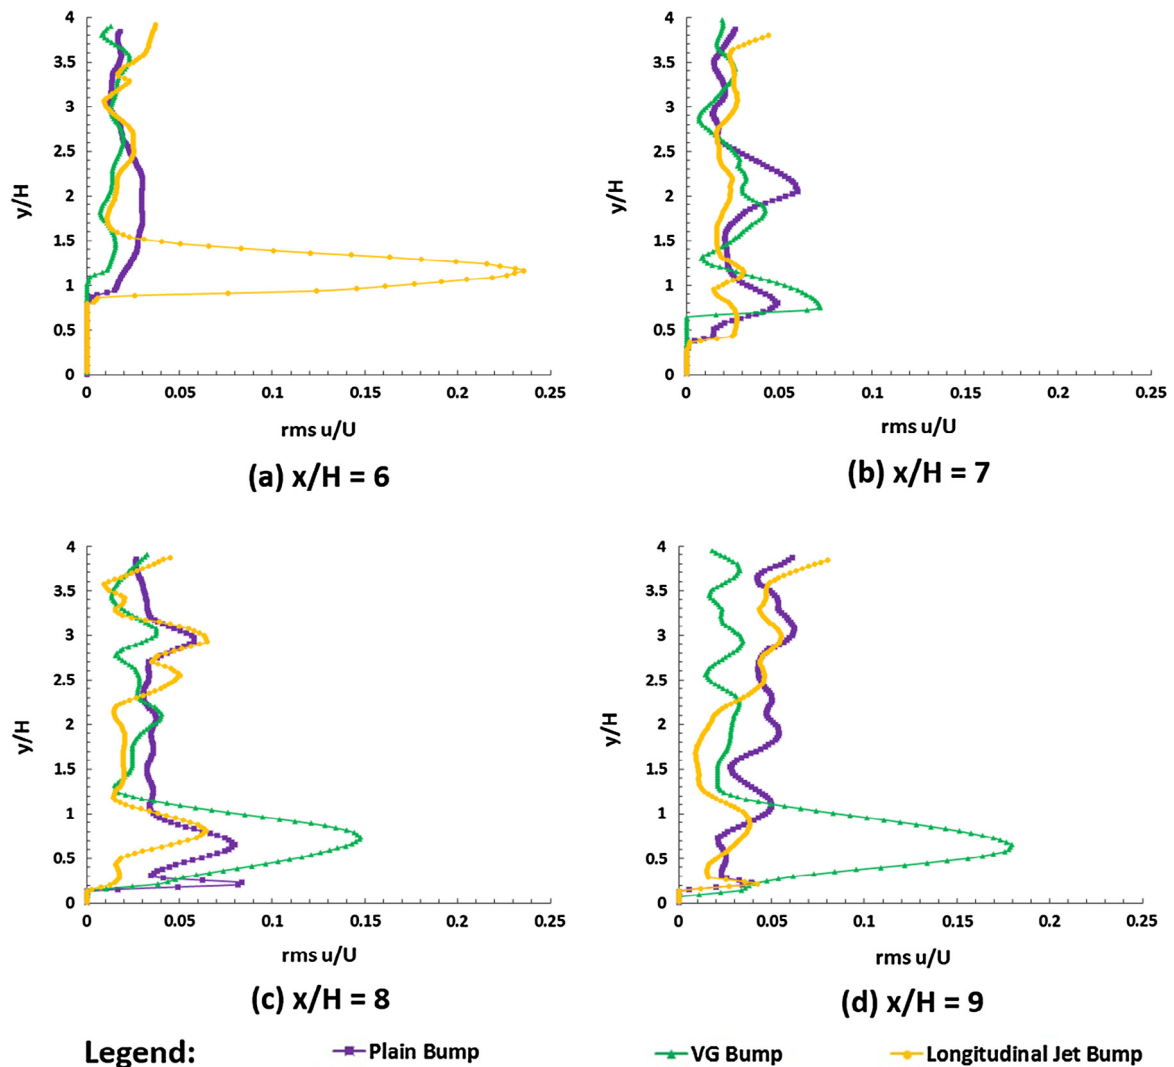 4
3.5
3
2.5
2
1.5
1
0.5
0
y/H
0 0.05 0.1 0.15 0.2 0.25
rms u/U
(a) x/H = 6
4
3.5
3
2.5
2
1.5
1
0.5
0
y/H
0 0.05 0.1 0.15 0.2 0.25
rms u/U
(b) x/H = 7
4
3.5
3
2.5
2
1.5
1
0.5
0
y/H
0 0.05 0.1 0.15 0.2 0.25
rms u/U
(c) x/H = 8
4
3.5
3
2.5
2
1.5
1
0.5
0
y/H
0 0.05 0.1 0.15 0.2 0.25
rms u/U
(d) x/H = 9
Legend: Plain Bump VG Bump Longitudinal Jet Bump